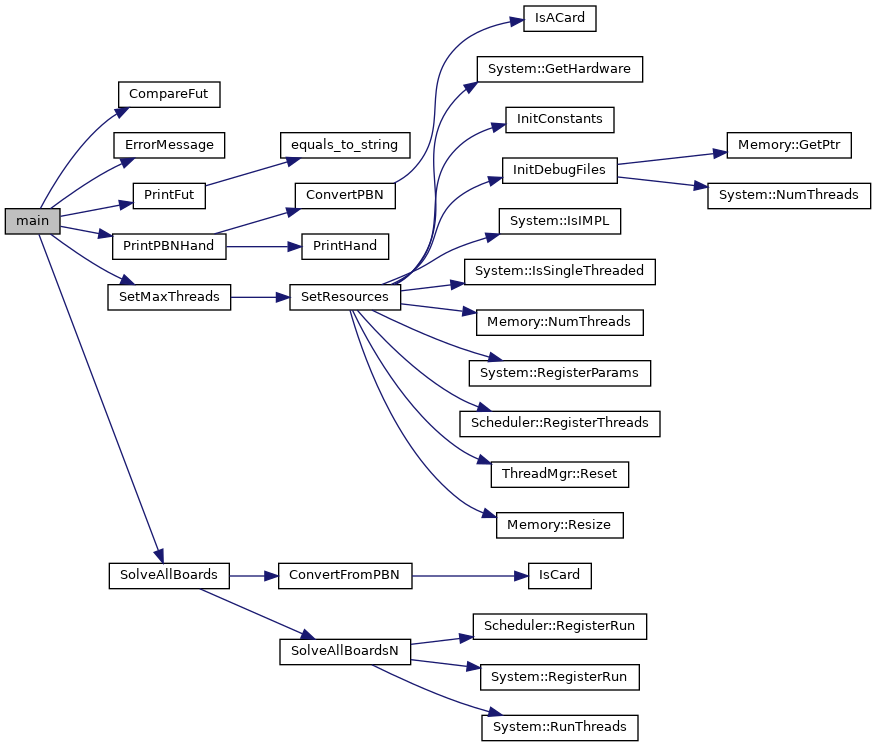 main
CompareFut
ErrorMessage
PrintFut
equals_to_string
PrintPBNHand
ConvertPBN
IsACard
PrintHand
SetMaxThreads
SetResources
System::GetHardware
InitConstants
InitDebugFiles
Memory::GetPtr
System::NumThreads
System::IsIMPL
System::IsSingleThreaded
Memory::NumThreads
System::RegisterParams
Scheduler::RegisterThreads
ThreadMgr::Reset
Memory::Resize
SolveAllBoards
ConvertFromPBN
IsCard
SolveAllBoardsN
Scheduler::RegisterRun
System::RegisterRun
System::RunThreads